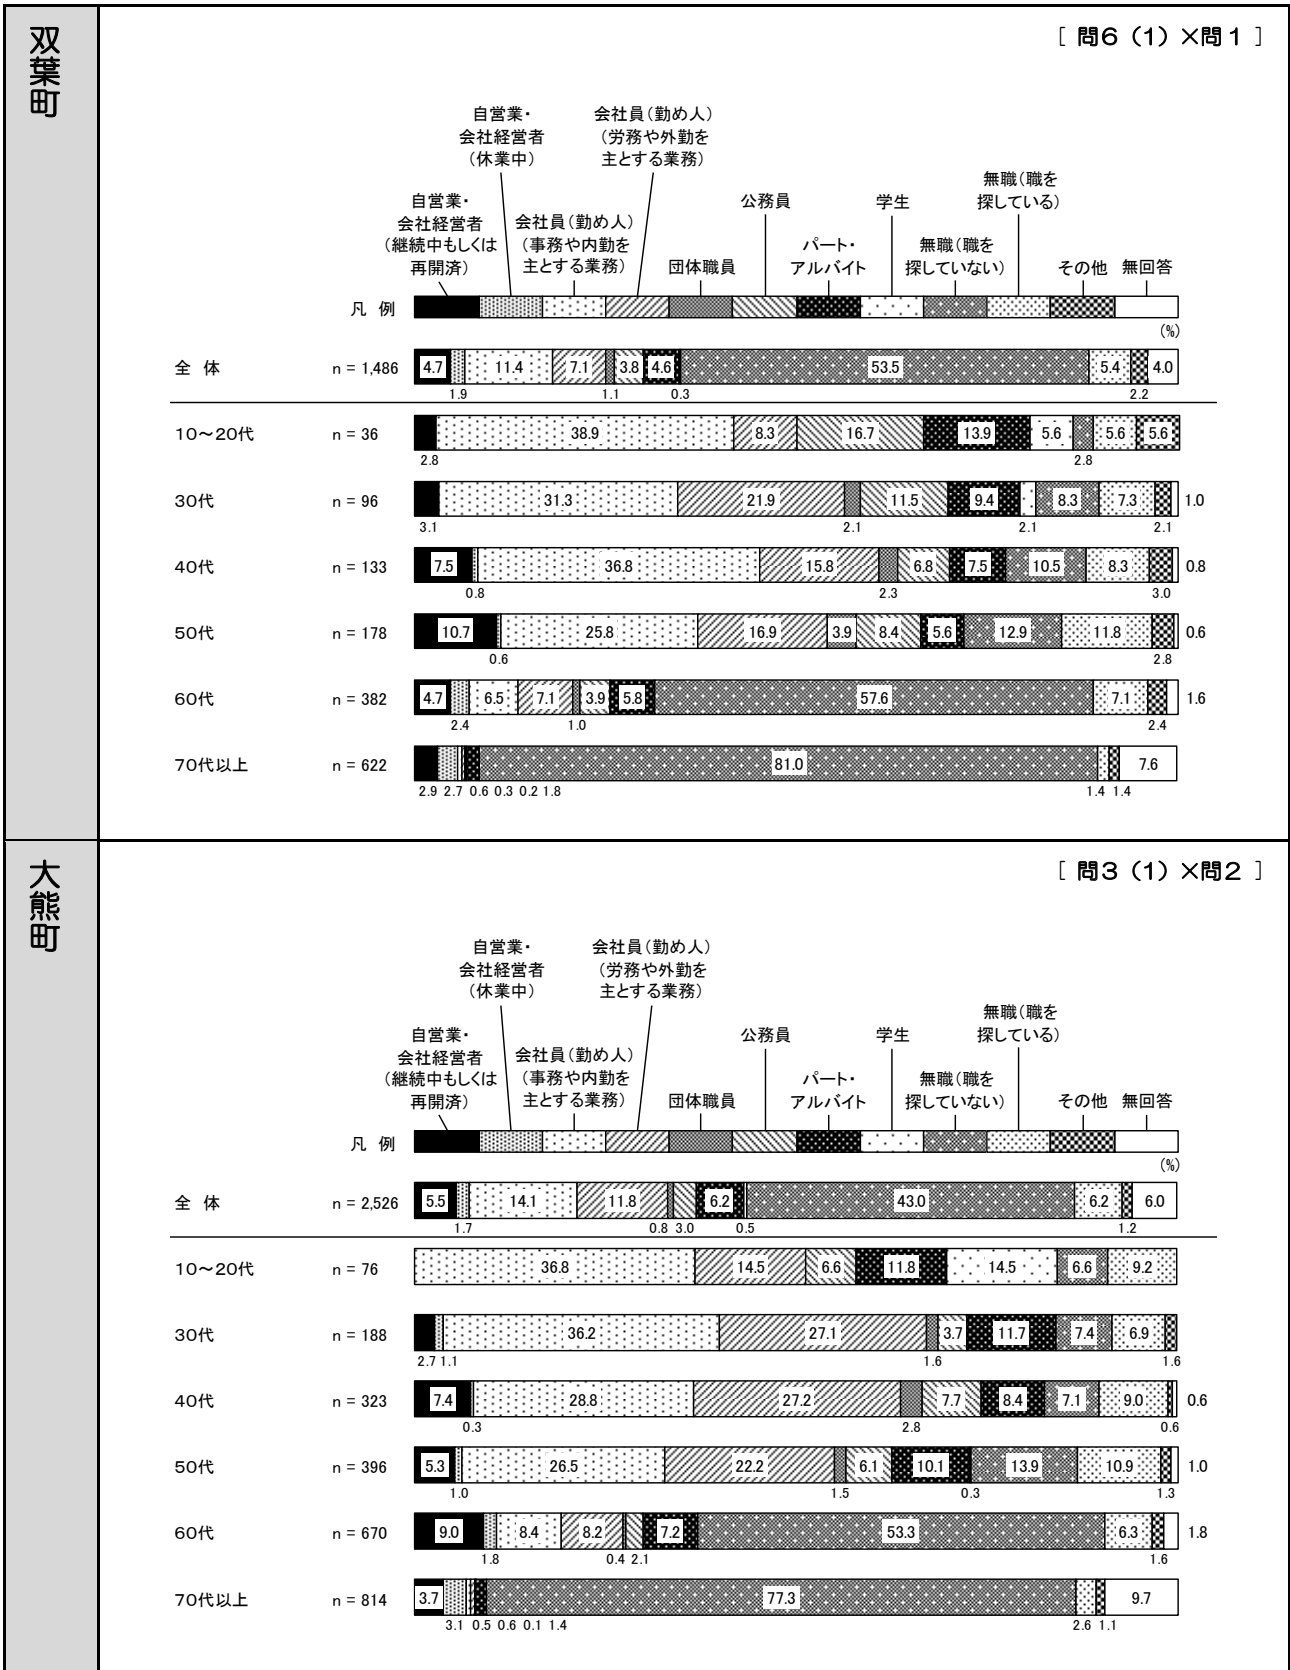 双葉町
[ 問6（1）×問1 ]
自営業・
会社経営者
（休業中）
会社員（勤め人）
（労務や外勤を
主とする業務）
無職（職を
探している）
自営業・
会社経営者
（継続中もしくは
再開済）
会社員（勤め人）
（事務や内勤を
主とする業務）
団体職員
公務員
パート・
アルバイト
学生
無職（職を
探していない）
その他
無回答
凡 例
(%)
全 体 n = 1,486 4.7 11.4 7.1 3.8 4.6 53.5 5.4 4.0
1.9 1.1 0.3 2.2
10～20代 n = 36 38.9 8.3 16.7 13.9 5.6 5.6 5.6
2.8 2.8
30代 n = 96 31.3 21.9 11.5 9.4 8.3 7.3 1.0
3.1 2.1 2.1 2.1
40代 n = 133 7.5 36.8 15.8 6.8 7.5 10.5 8.3 0.8
0.8 2.3 3.0
50代 n = 178 10.7 25.8 16.9 3.9 8.4 5.6 12.9 11.8 0.6
0.6 2.8
60代 n = 382 4.7 6.5 7.1 3.9 5.8 57.6 7.1 1.6
2.4 1.0 2.4
70代以上 n = 622 81.0 7.6
2.9 2.7 0.6 0.3 0.2 1.8 1.4 1.4
大熊町
[ 問3（1）×問2 ]
自営業・
会社経営者
（休業中）
会社員（勤め人）
（労務や外勤を
主とする業務）
無職（職を
探している）
自営業・
会社経営者
（継続中もしくは
再開済）
会社員（勤め人）
（事務や内勤を
主とする業務）
団体職員
公務員
パート・
アルバイト
学生
無職（職を
探していない）
その他
無回答
凡 例
(%)
全 体 n = 2,526 5.5 14.1 11.8 6.2 43.0 6.2 6.0
1.7 0.8 3.0 0.5 1.2
10～20代 n = 76 36.8 14.5 6.6 11.8 14.5 6.6 9.2
30代 n = 188 36.2 27.1 3.7 11.7 7.4 6.9
2.7 1.1 1.6 1.6
40代 n = 323 7.4 28.8 27.2 7.7 8.4 7.1 9.0 0.6
0.3 2.8 0.6
50代 n = 396 5.3 26.5 22.2 6.1 10.1 13.9 10.9 1.0
1.0 1.5 0.3 1.3
60代 n = 670 9.0 8.4 8.2 7.2 53.3 6.3 1.8
1.8 0.4 2.1 1.6
70代以上 n = 814 3.7 77.3 9.7
3.1 0.5 0.6 0.1 1.4 2.6 1.1